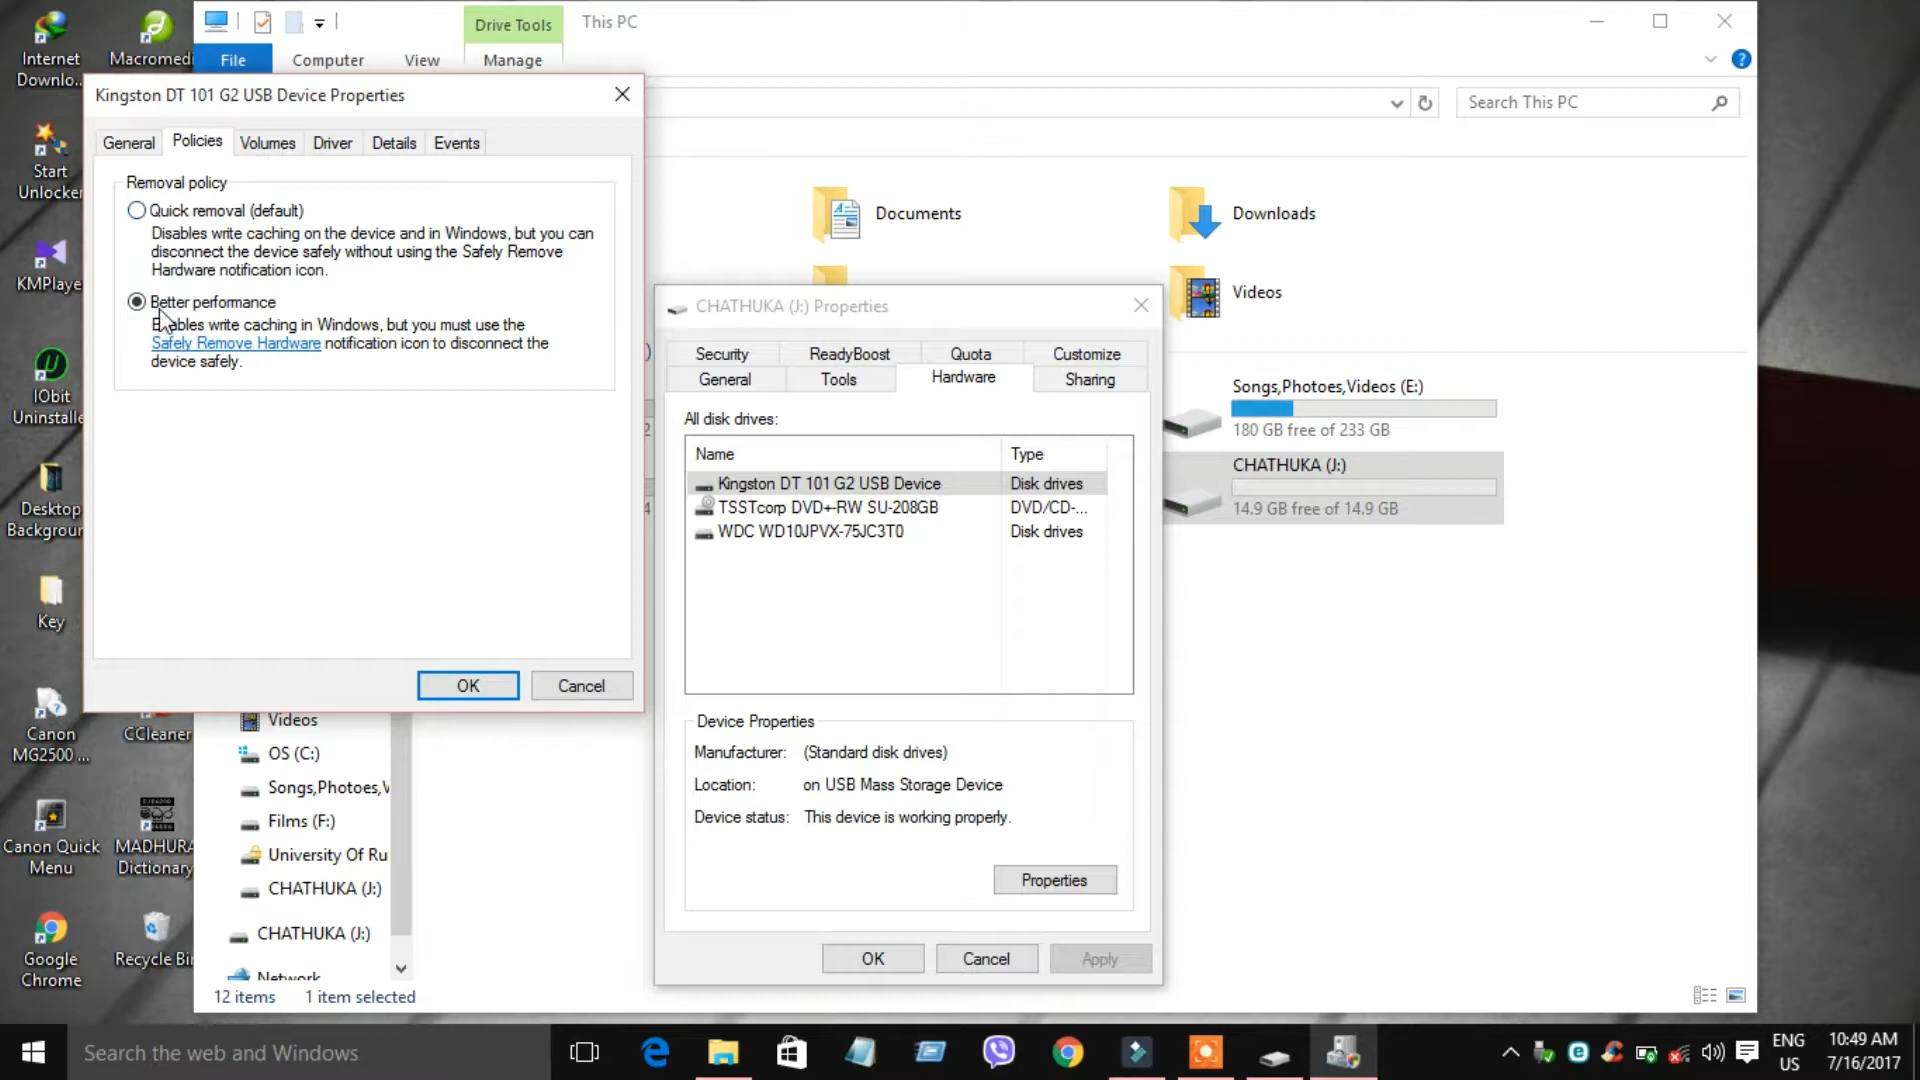 Internet
Downlo...
Macromedi
Start
Unlocker
KMPlaye
IObit
Uninstalle
Desktop
Backgroun
Key
Canon
MG2500 ...
CCleaner
Canon Quick
Menu
MADHURA
Dictionary
Google
Chrome
Recycle Bin
Drive Tools
This PC
File
Computer
View
Manage
Search This PC
Kingston DT 101 G2 USB Device Properties
General
Policies
Volumes
Driver
Details
Events
Removal policy
Quick removal (default)
Disables write caching on the device and in Windows, but you can
disconnect the device safely without using the Safely Remove
Hardware notification icon.
Better performance
Enables write caching in Windows, but you must use the
Safely Remove Hardware notification icon to disconnect the
device safely.
OK
Cancel
Documents
Downloads
Videos
Songs,Photoes,Videos (E:)
180 GB free of 233 GB
CHATHUKA (J:)
14.9 GB free of 14.9 GB
CHATHUKA (J:) Properties
Security
ReadyBoost
Quota
Customize
General
Tools
Hardware
Sharing
All disk drives:
Name Type
Kingston DT 101 G2 USB Device Disk drives
TSSTcorp DVD+-RW SU-208GB DVD/CD-...
WDC WD10JPVX-75JC3T0 Disk drives
Device Properties
Manufacturer: (Standard disk drives)
Location: on USB Mass Storage Device
Device status: This device is working properly.
Properties
OK
Cancel
Apply
Videos
OS (C:)
Songs,Photoes,V
Films (F:)
University Of Ru
CHATHUKA (J:)
CHATHUKA (J:)
Network
12 items 1 item selected
Search the web and Windows
ENG
US
10:49 AM
7/16/2017